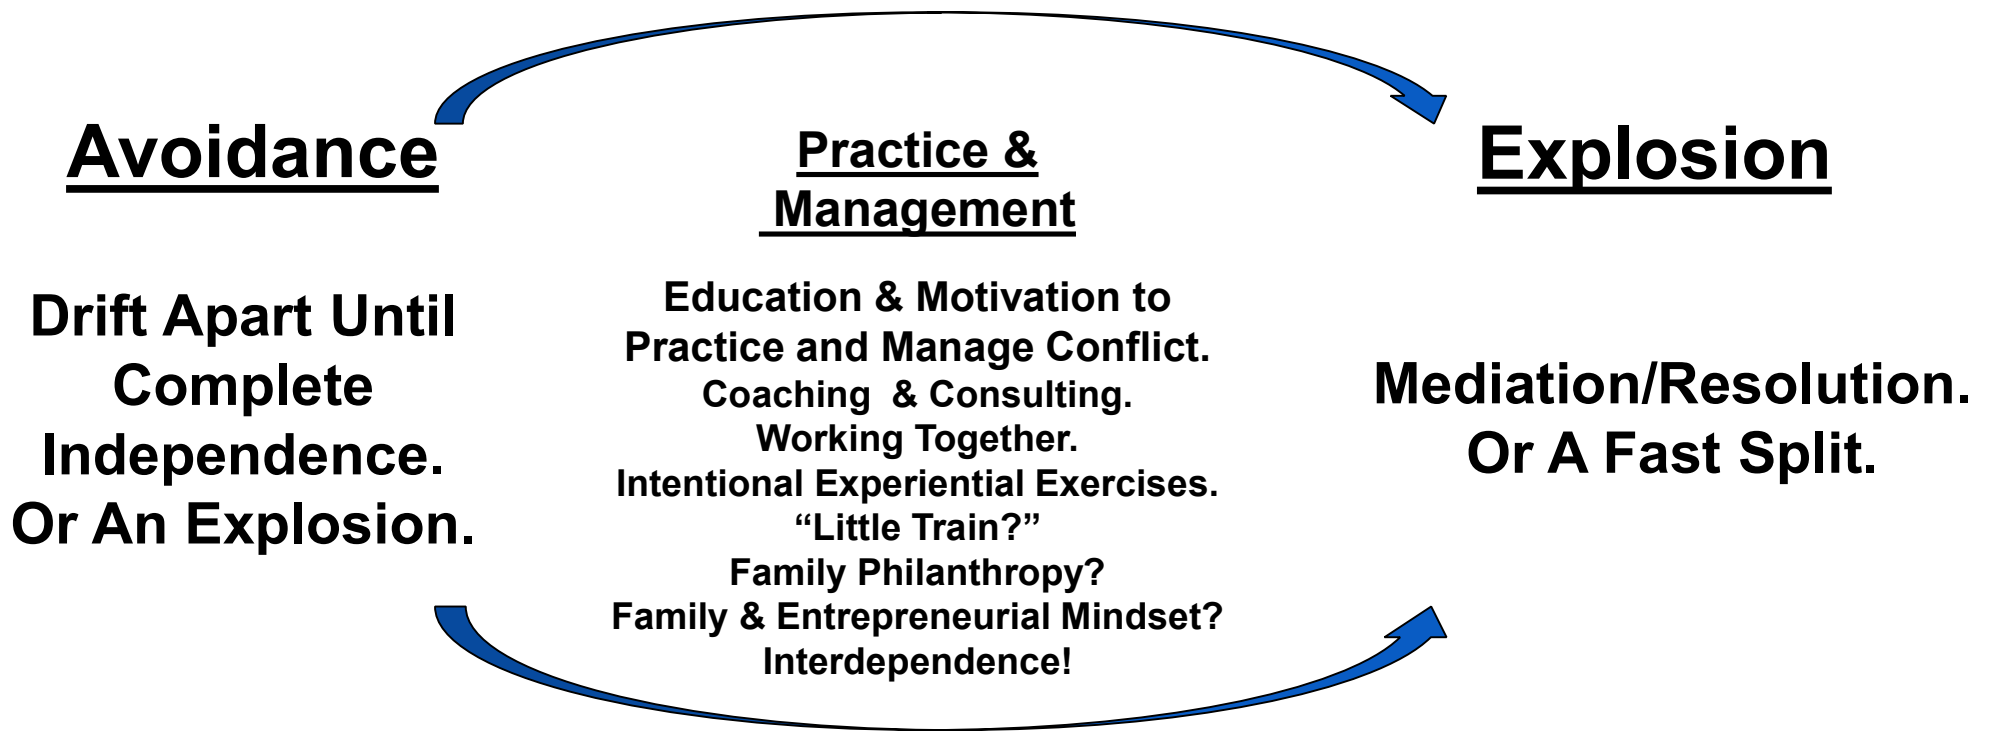 Avoidance
Drift Apart Until
Complete
Independence.
Or An Explosion.
Practice &
Management
Education & Motivation to
Practice and Manage Conflict.
Coaching  & Consulting.
Working Together.
Intentional Experiential Exercises.
“Little Train?”
Family Philanthropy?
Family & Entrepreneurial Mindset?
Interdependence!
Explosion
Mediation/Resolution.
Or A Fast Split.